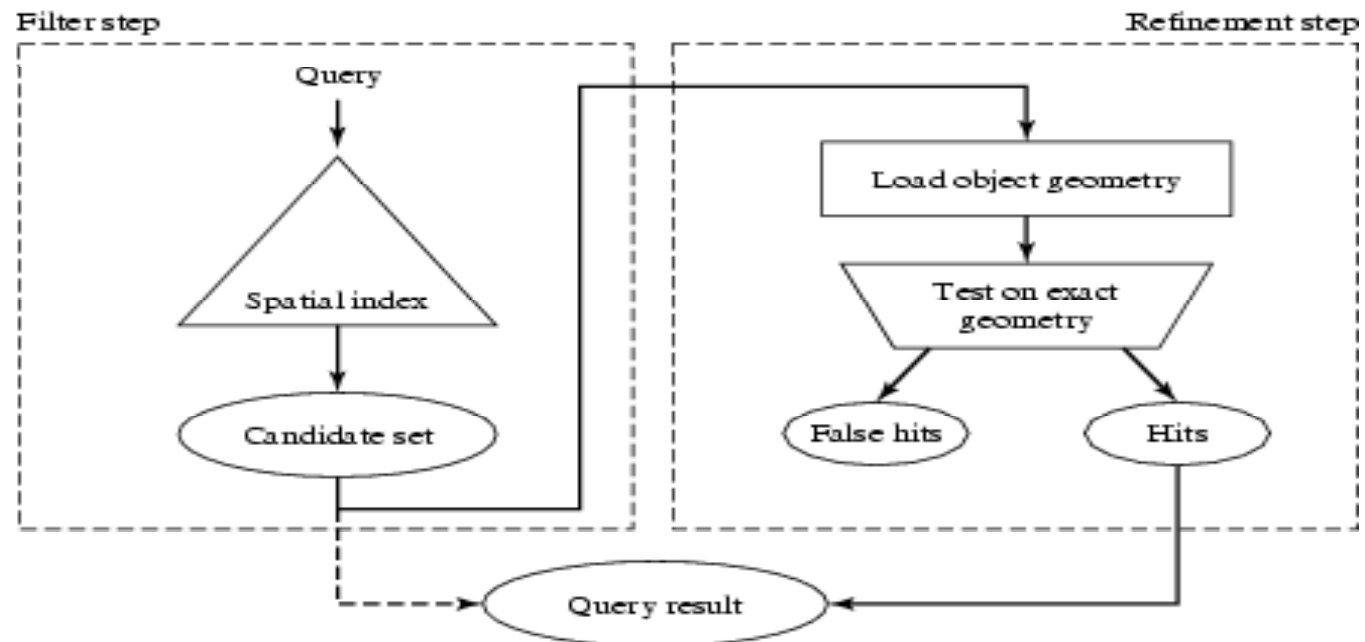 Filter step
Refinement step
Query
Load object geometry
Spatial index
Test on exact
geometry
Candidate set
False hits
Hits
Query result